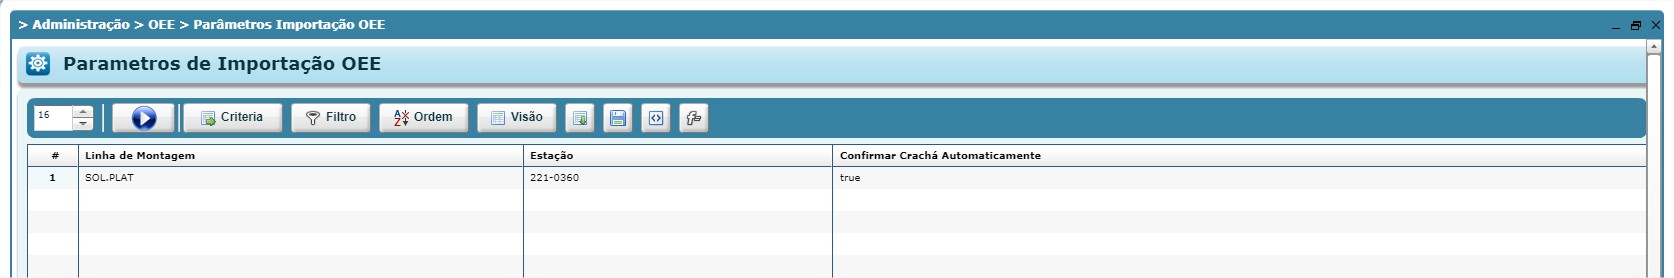 > Administração > OEE > Parâmetros Importação OEE
Parametros de Importação OEE
16 Criteria Filtro Ordem Visão
# Linha de Montagem Estação Confirmar Crachá Automaticamente
1 SOL.PLAT 221-0360 true